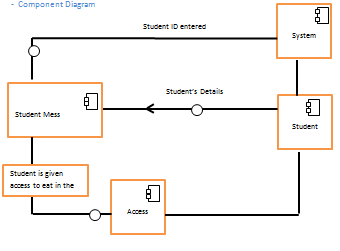 - Component Diagram
Student ID entered
System
Student's Details
Student Mess
Student
Student is given
access to eat in the
Access